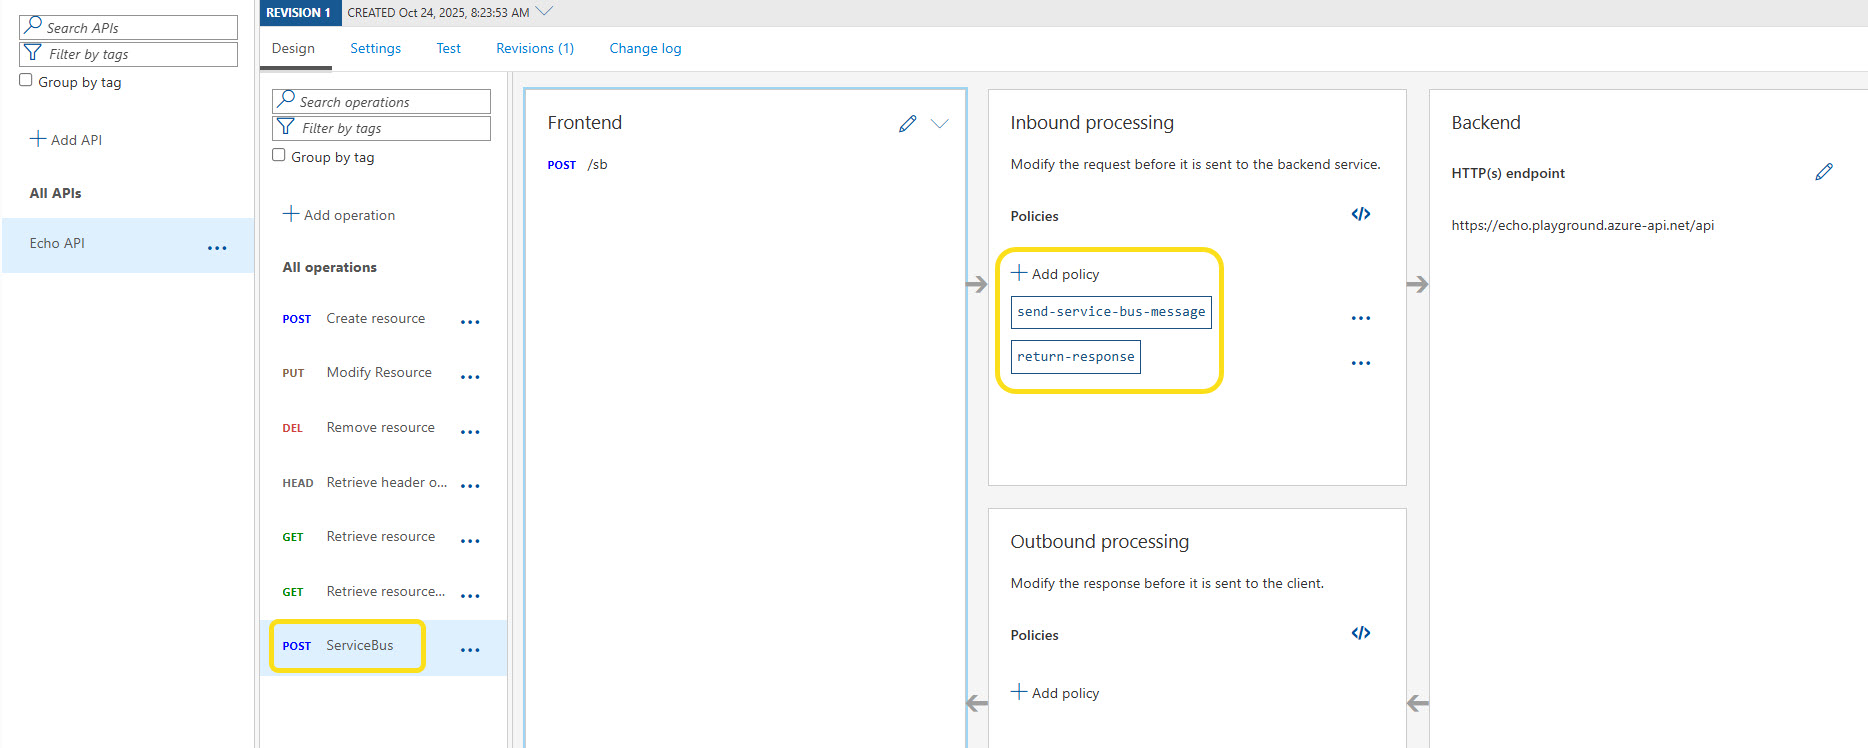 Search APIs
Filter by tags
Group by tag
Add API
All APIs
Echo API
REVISION 1 CREATED Oct 24, 2025, 8:23:53 AM
Design Settings Test Revisions (1) Change log
Search operations
Filter by tags
Group by tag
Add operation
All operations
POST Create resource
PUT Modify Resource
DEL Remove resource
HEAD Retrieve header o...
GET Retrieve resource
GET Retrieve resource...
POST ServiceBus
Frontend
POST /sb
Inbound processing
Modify the request before it is sent to the backend service.
Policies
Add policy
send-service-bus-message
return-response
Outbound processing
Modify the response before it is sent to the client.
Policies
Add policy
Backend
HTTP(s) endpoint
https://echo.playground.azure-api.net/api